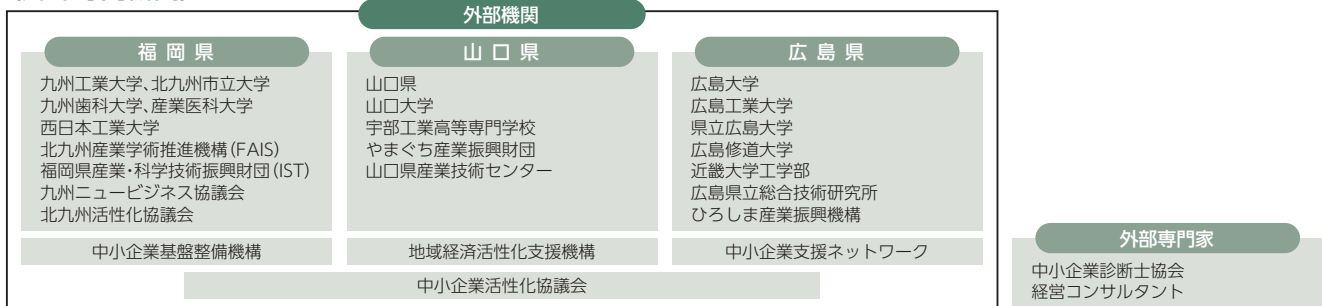 外部機関
福岡県
九州工業大学、北九州市立大学
九州歯科大学、産業医科大学
西日本工業大学
北九州産業学術推進機構(FAIS)
福岡県産業・科学技術振興財団(IST)
九州ニュービジネス協議会
北九州活性化協議会
山口県
山口県
山口大学
宇部工業高等専門学校
やまぐち産業振興財団
山口県産業技術センター
広島県
広島大学
広島工業大学
県立広島大学
広島修道大学
近畿大学工学部
広島県立総合技術研究所
ひろしま産業振興機構
中小企業基盤整備機構
地域経済活性化支援機構
中小企業支援ネットワーク
中小企業活性化協議会
外部専門家
中小企業診断士協会
経営コンサルタント